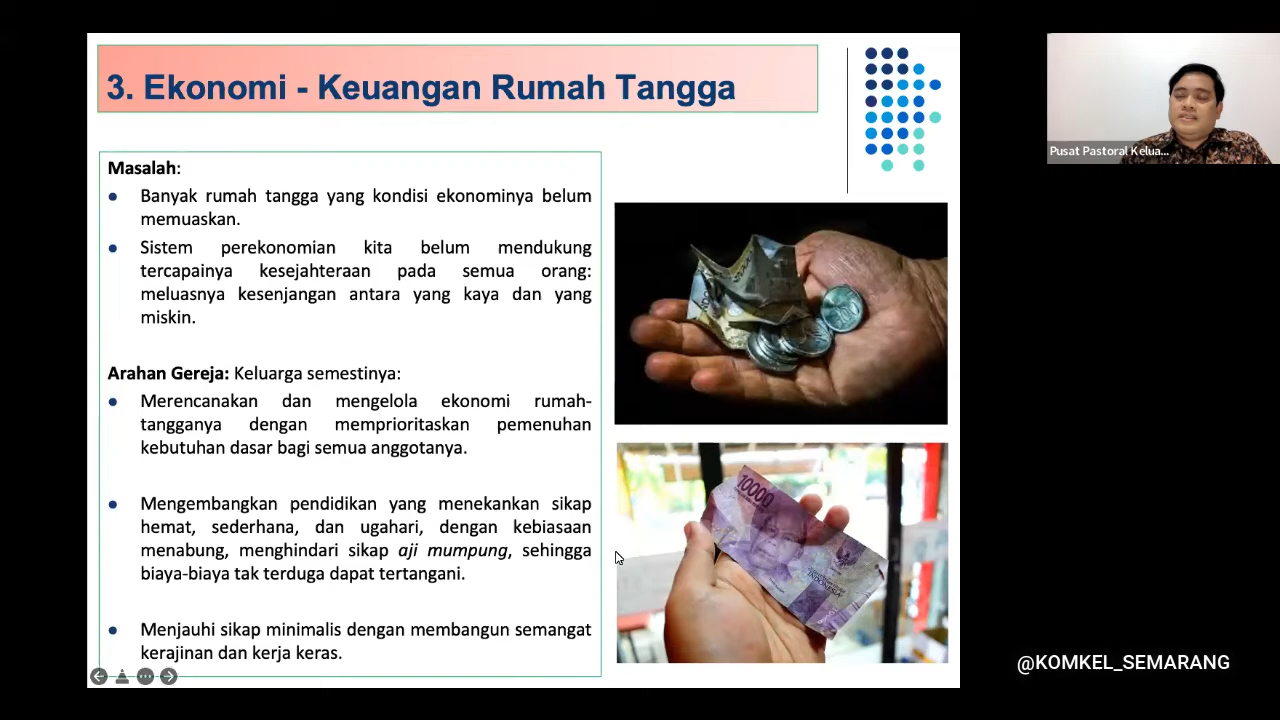 3. Ekonomi - Keuangan Rumah Tangga
Masalah:
● Banyak rumah tangga yang kondisi ekonominya belum
memuaskan.
● Sistem perekonomian kita belum mendukung
tercapainya kesejahteraan pada semua orang:
meluasnya kesenjangan antara yang kaya dan yang
miskin.
Arahan Gereja: Keluarga semestinya:
● Merencanakan dan mengelola ekonomi rumah-
tangganya dengan memprioritaskan pemenuhan
kebutuhan dasar bagi semua anggotanya.
● Mengembangkan pendidikan yang menekankan sikap
hemat, sederhana, dan ugahari, dengan kebiasaan
menabung, menghindari sikap aji mumpung, sehingga
biaya-biaya tak terduga dapat tertangani.
● Menjauhi sikap minimalis dengan membangun semangat
kerajinan dan kerja keras.
10000
INDONESIA
Pusat Pastoral Kelua...
@KOMKEL_SEMARANG